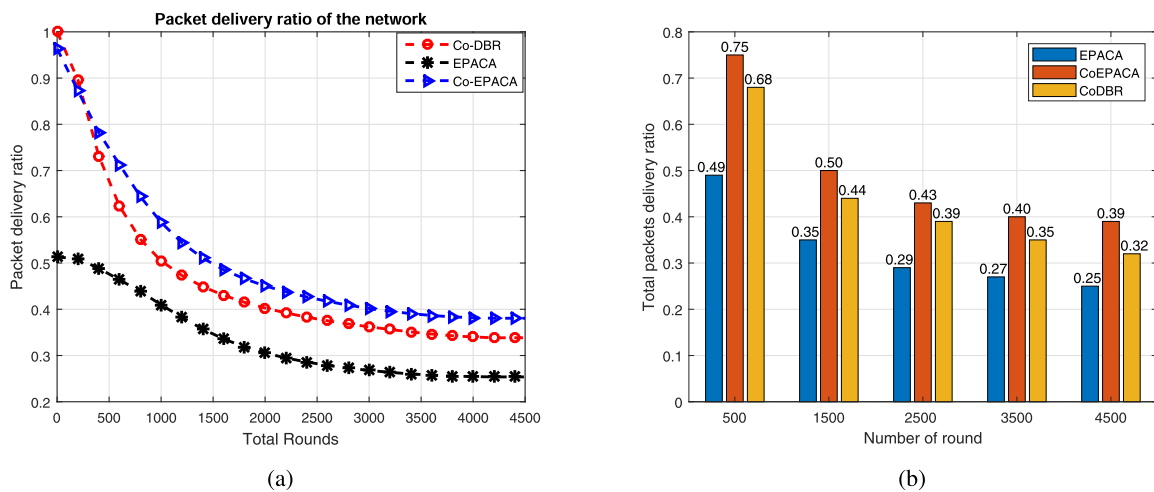 Packet delivery ratio of the network
1
0.9
0.8
0.7
0.6
0.5
0.4
0.3
0.2
Packet delivery ratio
0 500 1000 1500 2000 2500 3000 3500 4000 4500
Total Rounds
Co-DBR
EPACA
Co-EPACA
(a)
0.8
0.7
0.6
0.5
0.4
0.3
0.2
0.1
0
Total packets delivery ratio
0.49 0.75 0.68
0.35 0.50 0.44
0.29 0.43 0.39
0.27 0.40 0.35
0.25 0.39 0.32
500 1500 2500 3500 4500
Number of round
EPACA
CoEPACA
CoDBR
(b)